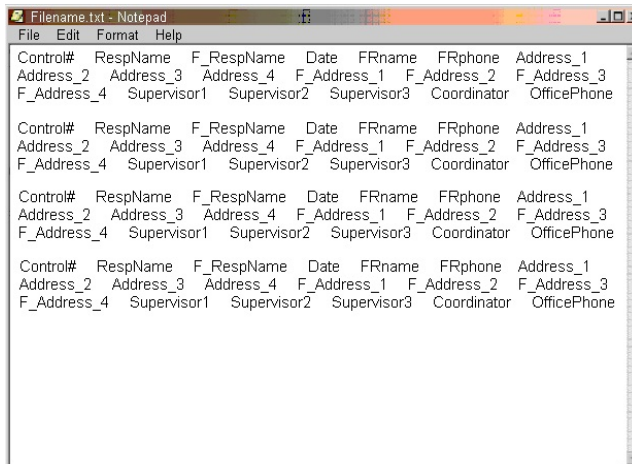 Filename.txt - Notepad
File Edit Format Help
Control# RespName F_RespName Date FRname FRphone Address_1
Address_2 Address_3 Address_4 F_Address_1 F_Address_2 F_Address_3
F_Address_4 Supervisor1 Supervisor2 Supervisor3 Coordinator OfficePhone
Control# RespName F_RespName Date FRname FRphone Address_1
Address_2 Address_3 Address_4 F_Address_1 F_Address_2 F_Address_3
F_Address_4 Supervisor1 Supervisor2 Supervisor3 Coordinator OfficePhone
Control# RespName F_RespName Date FRname FRphone Address_1
Address_2 Address_3 Address_4 F_Address_1 F_Address_2 F_Address_3
F_Address_4 Supervisor1 Supervisor2 Supervisor3 Coordinator OfficePhone
Control# RespName F_RespName Date FRname FRphone Address_1
Address_2 Address_3 Address_4 F_Address_1 F_Address_2 F_Address_3
F_Address_4 Supervisor1 Supervisor2 Supervisor3 Coordinator OfficePhone